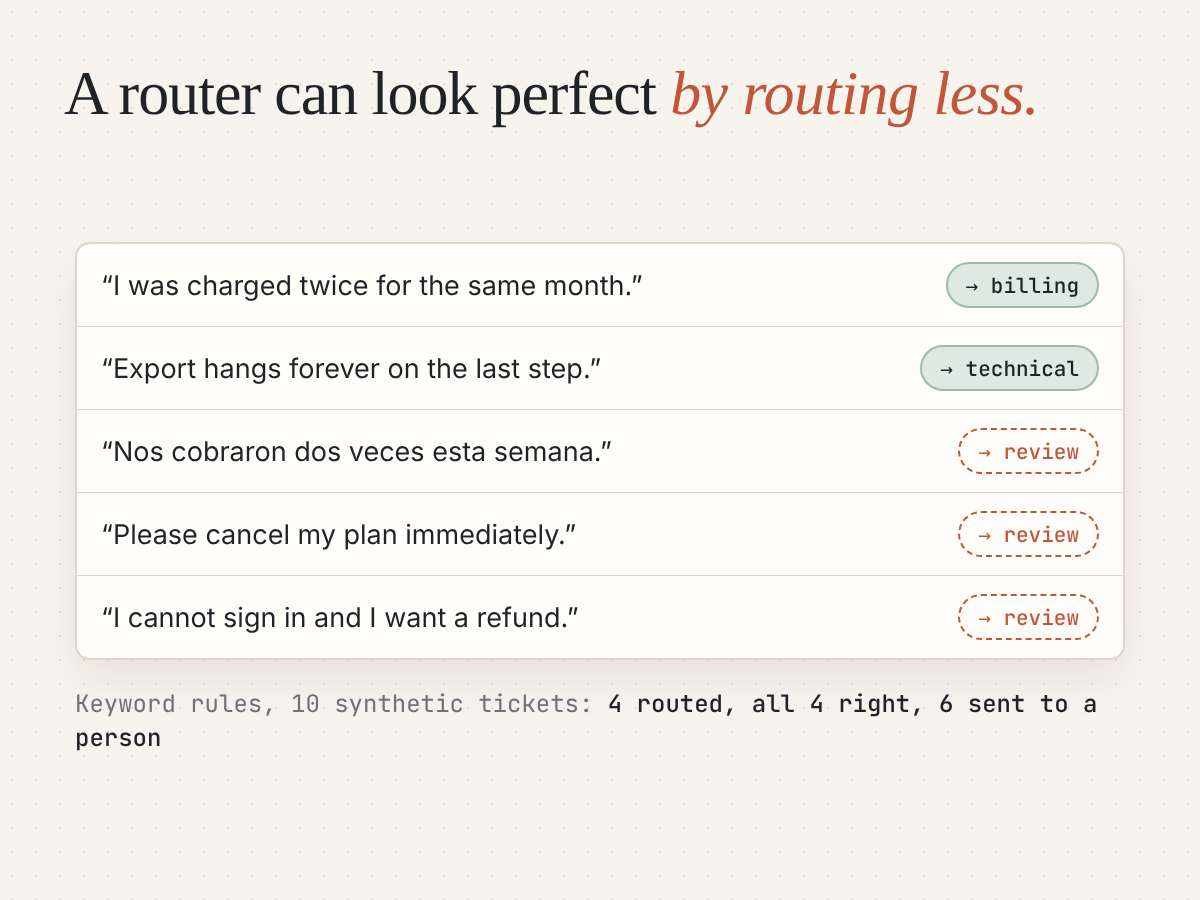 A router can look perfect by routing less.
“I was charged twice for the same month.” → billing
“Export hangs forever on the last step.” → technical
“Nos cobraron dos veces esta semana.” → review
“Please cancel my plan immediately.” → review
“I cannot sign in and I want a refund.” → review
Keyword rules, 10 synthetic tickets: 4 routed, all 4 right, 6 sent to a
person